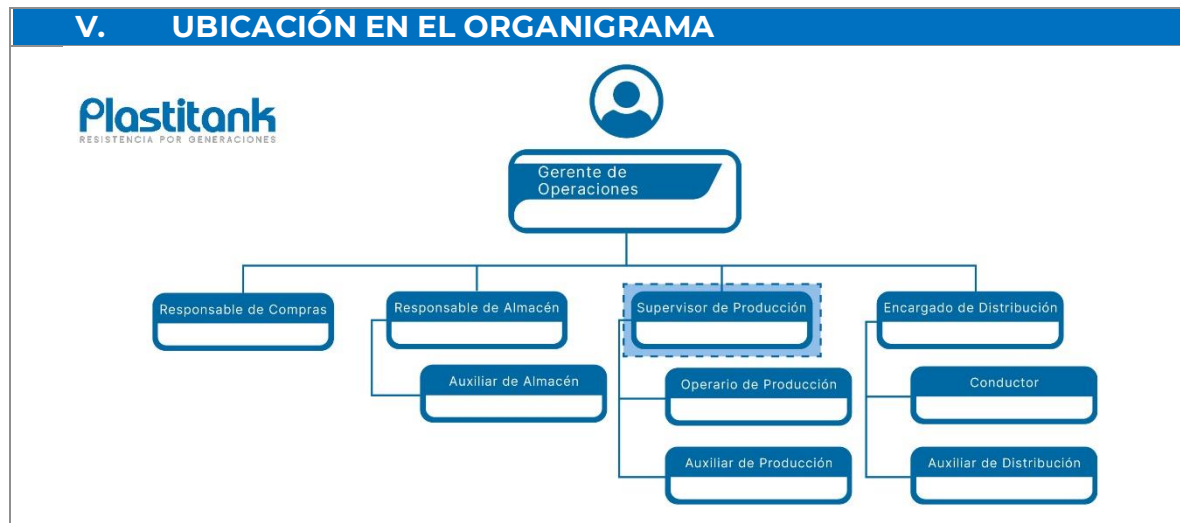 V. UBICACIÓN EN EL ORGANIGRAMA
Plastitank
RESISTENCIA POR GENERACIONES
Gerente de
Operaciones
Responsable de Compras
Responsable de Almacén
Supervisor de Producción
Encargado de Distribución
Auxiliar de Almacén
Operario de Producción
Conductor
Auxiliar de Producción
Auxiliar de Distribución